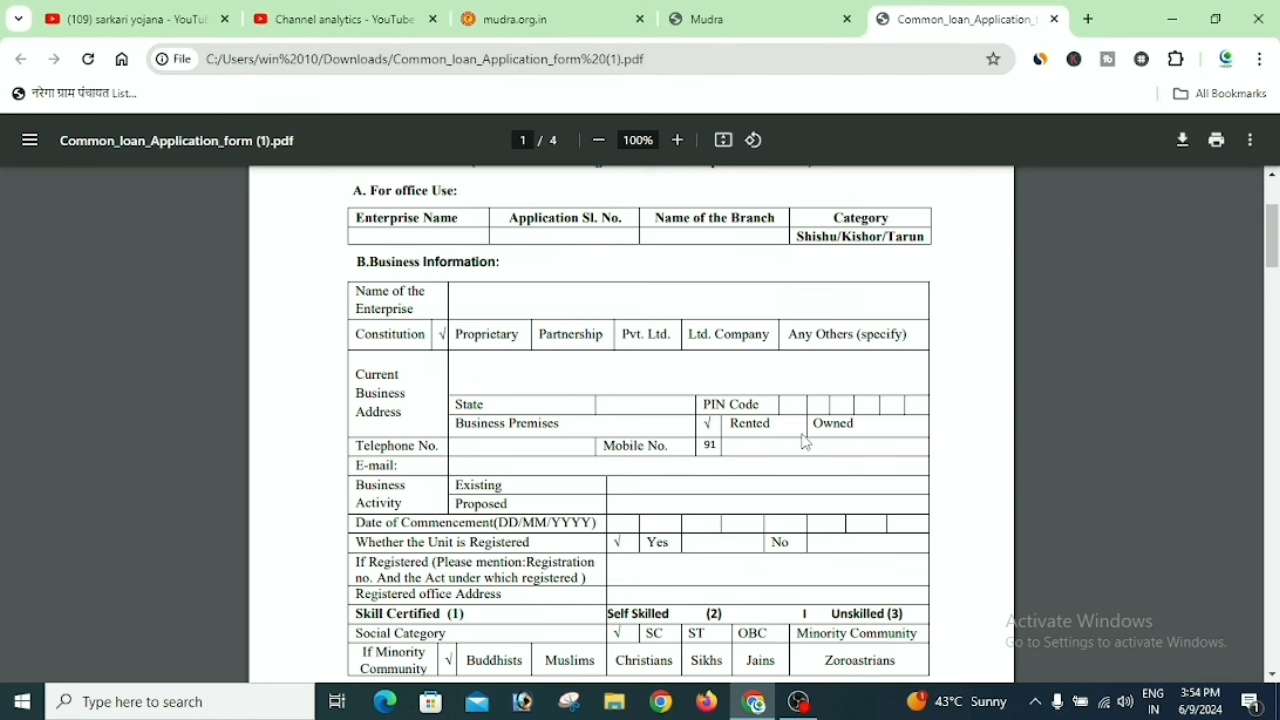 (109) sarkari yojana - YouTu
Channel analytics - YouTube
mudra.org.in
Mudra
Common_loan_Application_
File
C:/Users/win%2010/Downloads/Common_loan_Application_form%20(1).pdf
नरेगा ग्राम पंचायत List...
All Bookmarks
Common_loan_Application_form (1).pdf
1 / 4
100%
A. For office Use:
Enterprise Name Application Sl. No. Name of the Branch Category
Shishu/Kishor/Tarun
B.Business Information:
Name of the
Enterprise
Constitution √ Proprietary Partnership Pvt. Ltd. Ltd. Company Any Others (specify)
Current
Business
Address
State PIN Code
Business Premises √ Rented Owned
Telephone No. Mobile No. 91
E-mail:
Business
Activity
Existing
Proposed
Date of Commencement(DD/MM/YYYY)
Whether the Unit is Registered √ Yes No
If Registered (Please mention:Registration
no. And the Act under which registered )
Registered office Address
Skill Certified (1) Self Skilled (2) I Unskilled (3)
Social Category √ SC ST OBC Minority Community
If Minority
Community
√ Buddhists Muslims Christians Sikhs Jains Zoroastrians
Activate Windows
Go to Settings to activate Windows.
Type here to search
43°C Sunny
ENG
IN
3:54 PM
6/9/2024
1